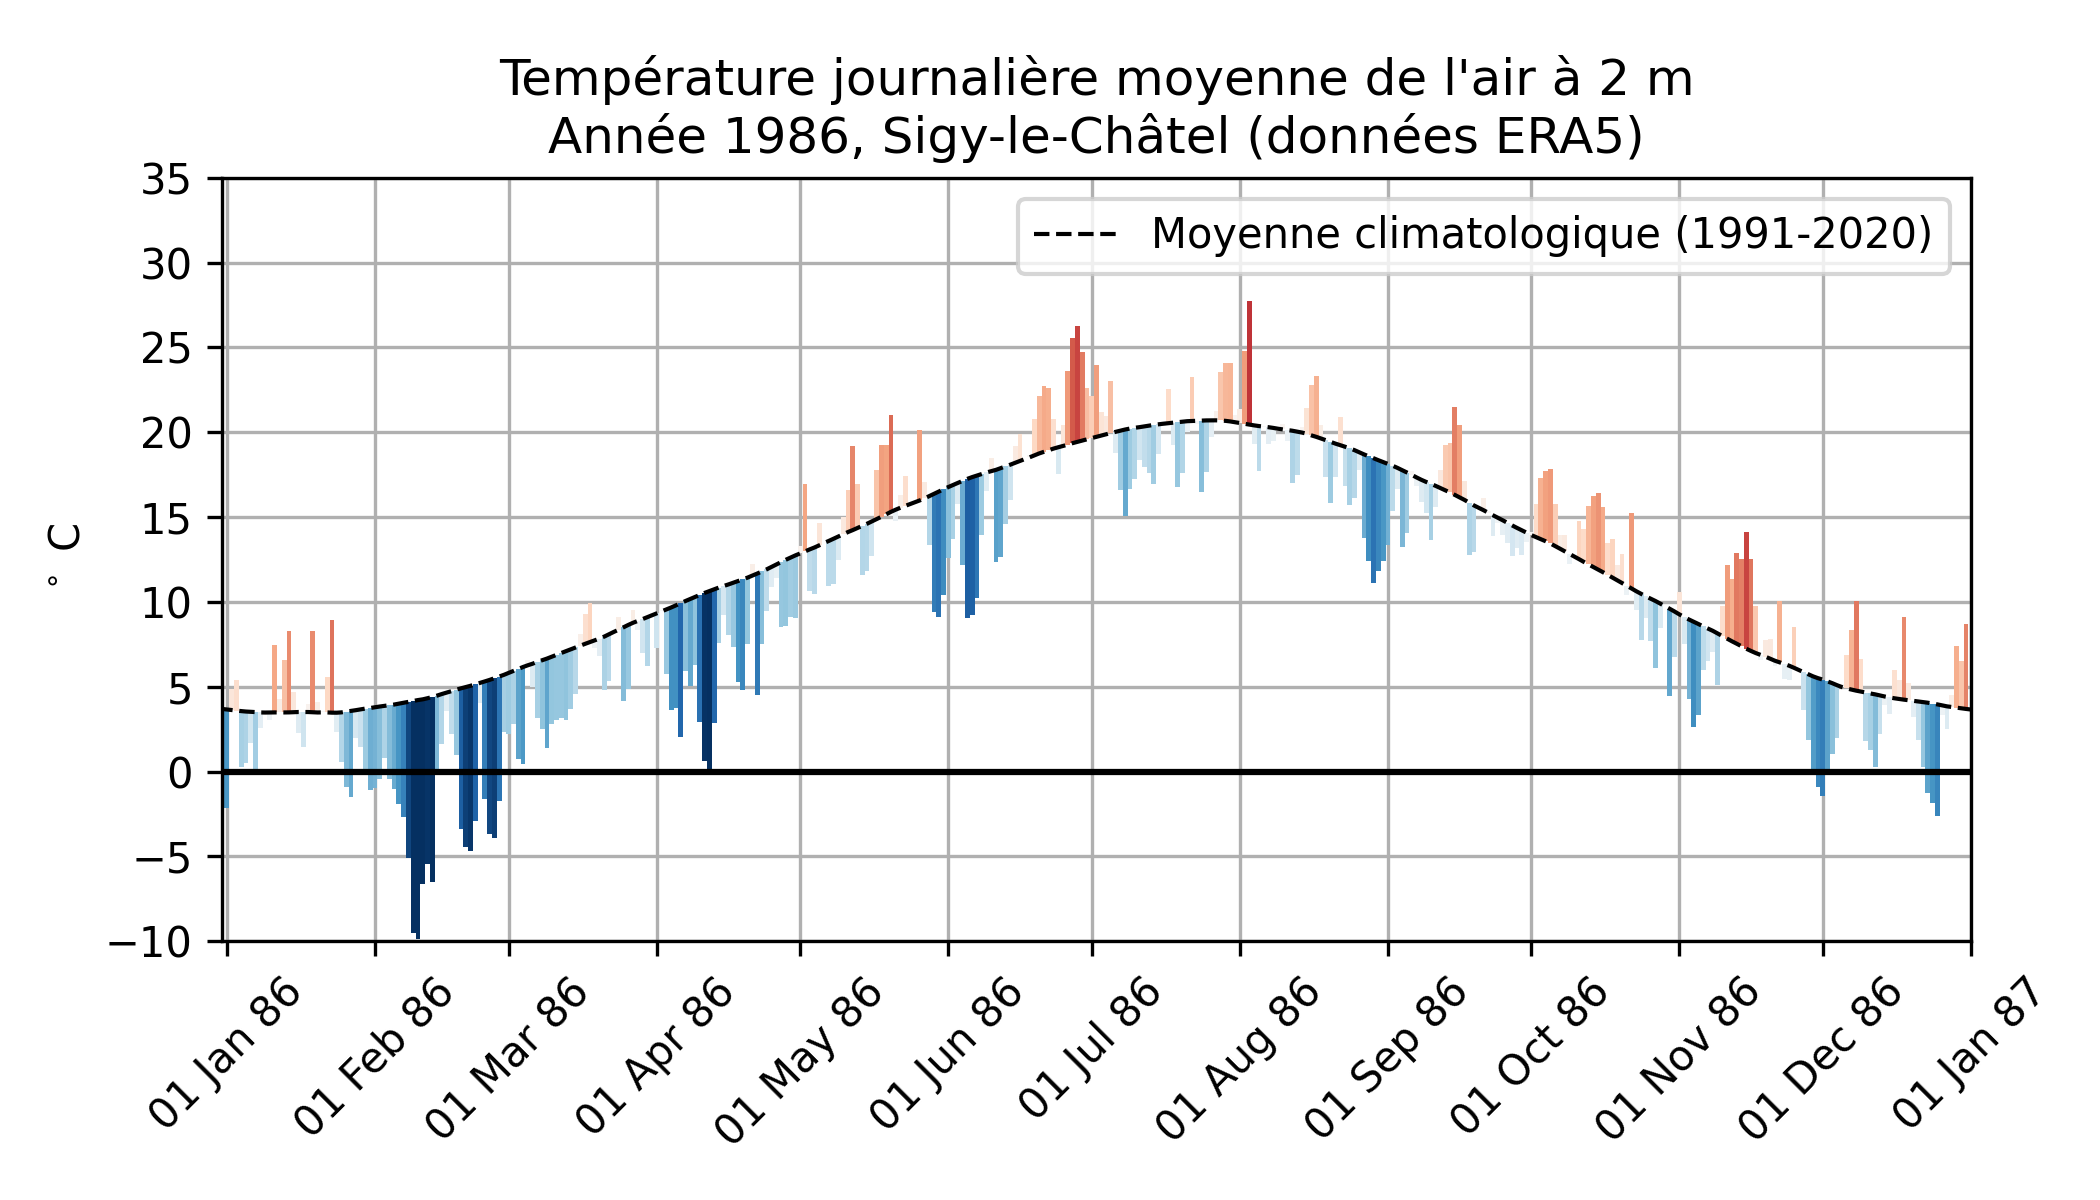 Température journalière moyenne de l'air à 2 m
Année 1986, Sigy-le-Châtel (données ERA5)
Moyenne climatologique (1991-2020)
° C
35
30
25
20
15
10
5
0
−5
−10
01 Jan 86
01 Feb 86
01 Mar 86
01 Apr 86
01 May 86
01 Jun 86
01 Jul 86
01 Aug 86
01 Sep 86
01 Oct 86
01 Nov 86
01 Dec 86
01 Jan 87